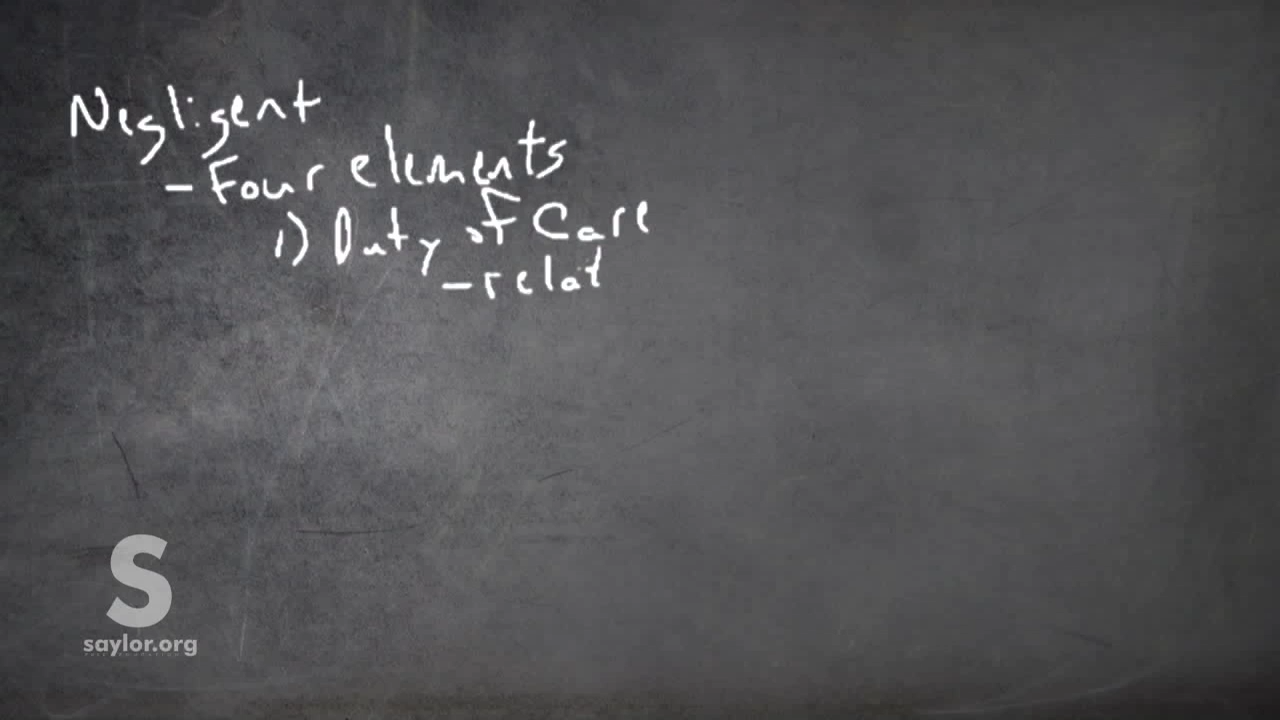 Negligent
- Four elements
1) Duty of Care
- relat
S
saylor.org